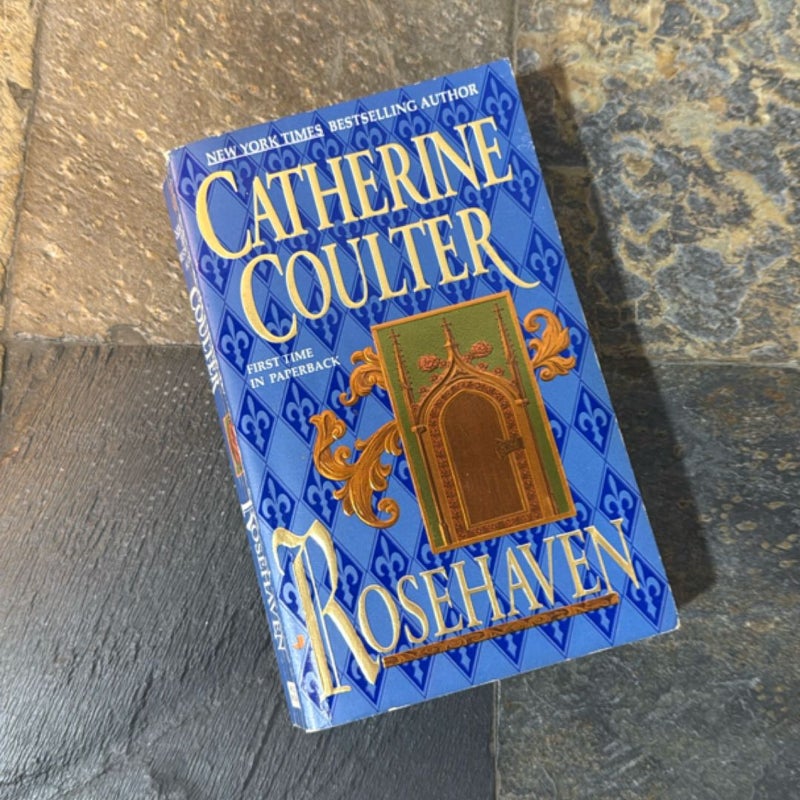 NEW YORK TIMES BESTSELLING AUTHOR
CATHERINE
COULTER
FIRST TIME
IN PAPERBACK
ROSEHAVEN
COULTER
ROSEHAVEN